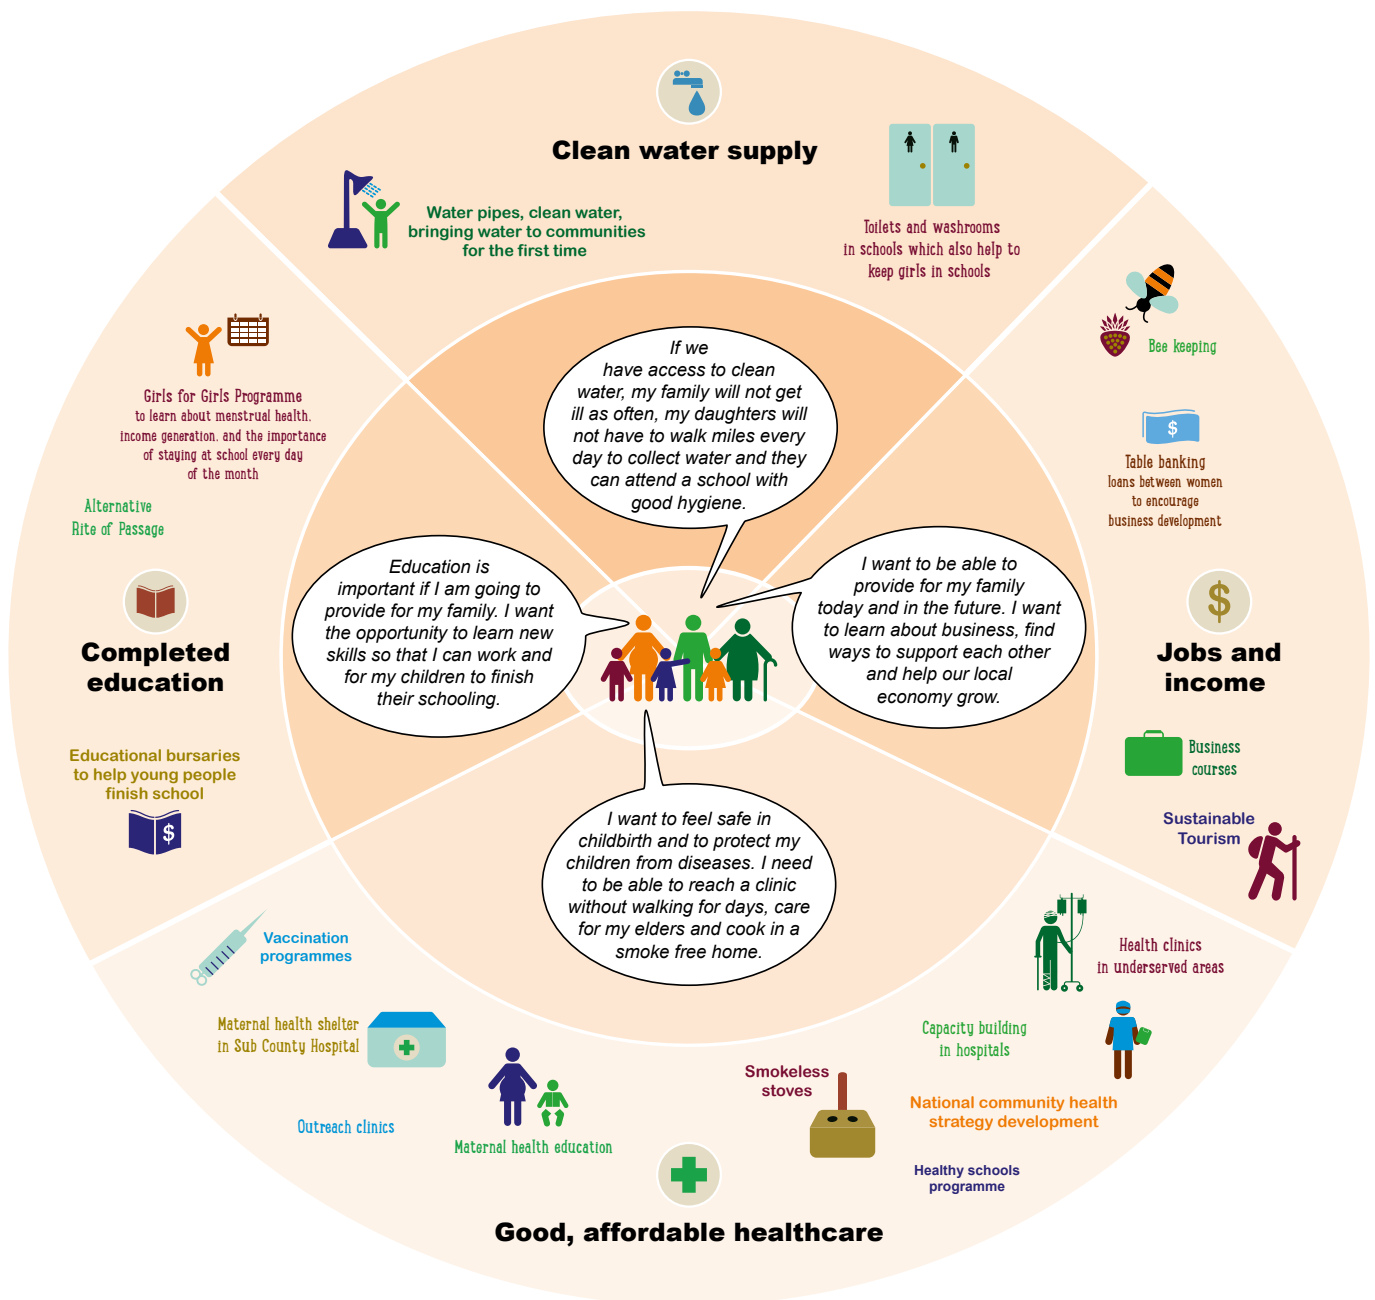 Clean water supply
Water pipes, clean water,
bringing water to communities
for the first time
Toilets and washrooms
in schools which also help to
keep girls in schools
If we
have access to clean
water, my family will not get
ill as often, my daughters will
not have to walk miles every
day to collect water and they
can attend a school with
good hygiene.
Girls for Girls Programme
to learn about menstrual health,
income generation, and the importance
of staying at school every day
of the month
Alternative
Rite of Passage
Completed
education
Educational bursaries
to help young people
finish school
$
Education is
important if I am going to
provide for my family. I want
the opportunity to learn new
skills so that I can work and
for my children to finish
their schooling.
I want to be able to
provide for my family
today and in the future. I want
to learn about business, find
ways to support each other
and help our local
economy grow.
Bee keeping
$
Table banking
loans between women
to encourage
business development
$
Jobs and
income
Business
courses
Sustainable
Tourism
I want to feel safe in
childbirth and to protect my
children from diseases. I need
to be able to reach a clinic
without walking for days, care
for my elders and cook in a
smoke free home.
Vaccination
programmes
Maternal health shelter
in Sub County Hospital
Outreach clinics
Maternal health education
Smokeless
stoves
Health clinics
in underserved areas
Capacity building
in hospitals
National community health
strategy development
Healthy schools
programme
Good, affordable healthcare